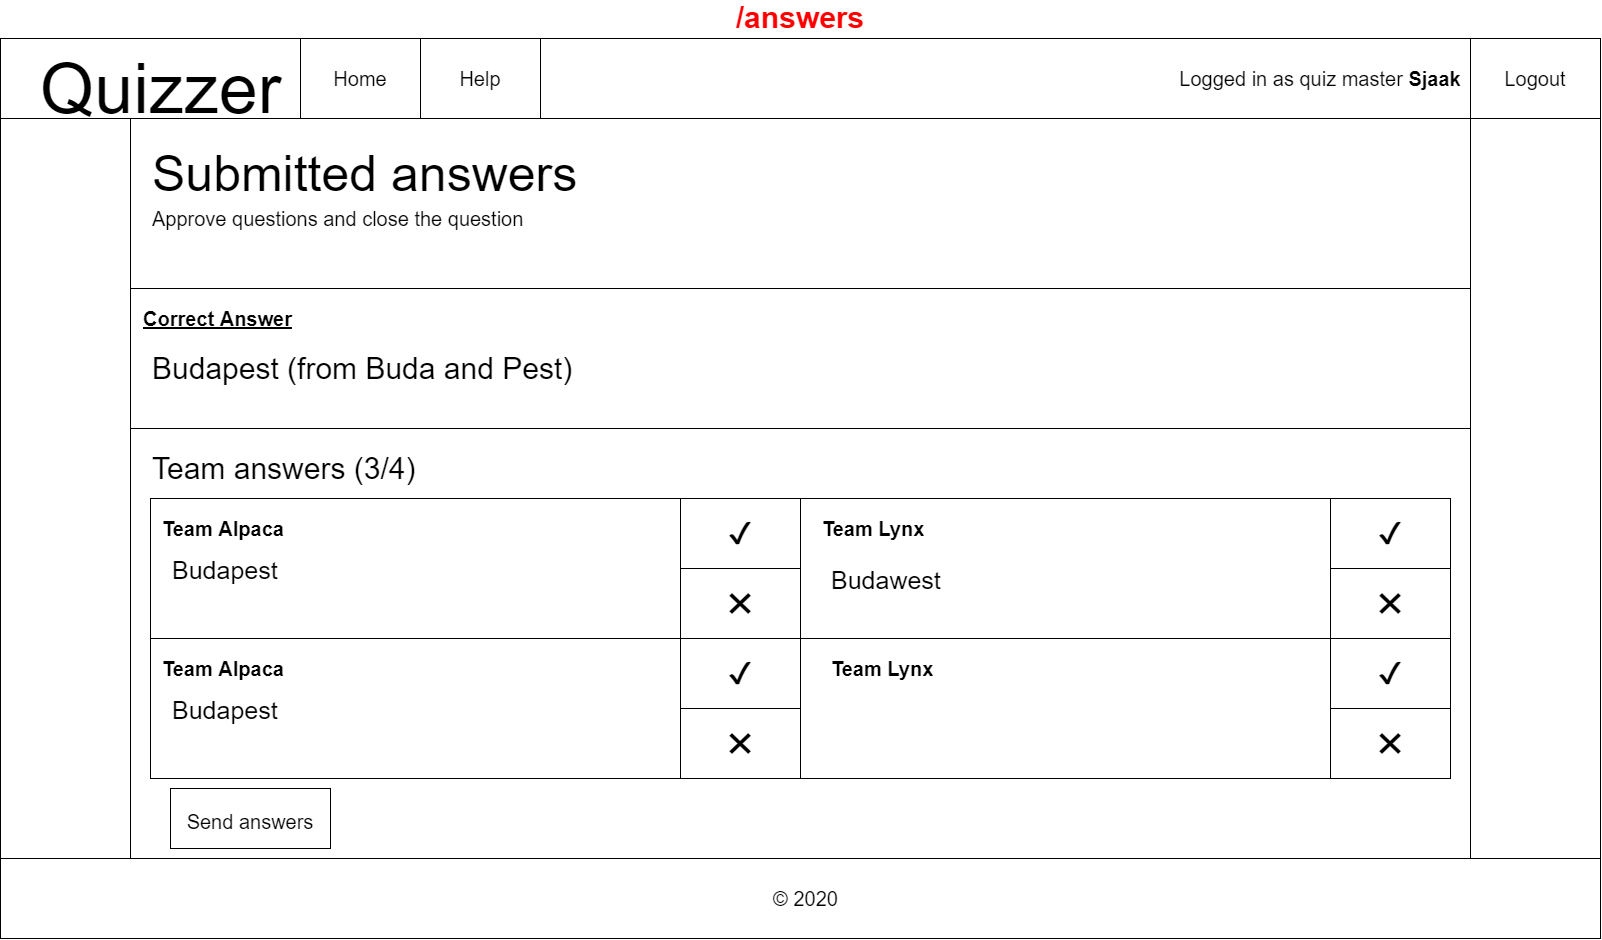 /answers
Quizzer
Home
Help
Logged in as quiz master Sjaak
Logout
Submitted answers
Approve questions and close the question
Correct Answer
Budapest (from Buda and Pest)
Team answers (3/4)
Team Alpaca
Budapest
✓
✕
Team Lynx
Budawest
✓
✕
Team Alpaca
Budapest
✓
✕
Team Lynx
✓
✕
Send answers
© 2020